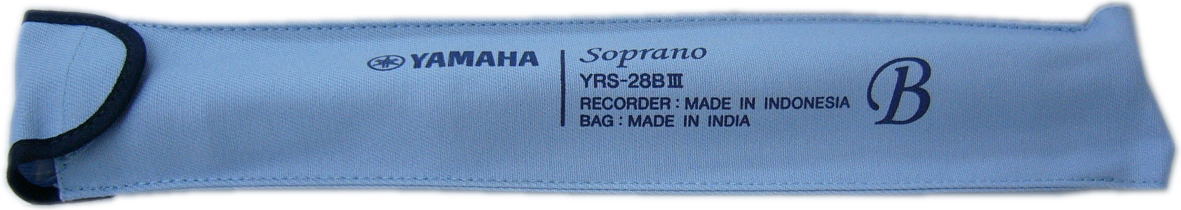 YAMAHA
Soprano
YRS-28BⅢ
RECORDER : MADE IN INDONESIA
BAG : MADE IN INDIA
B